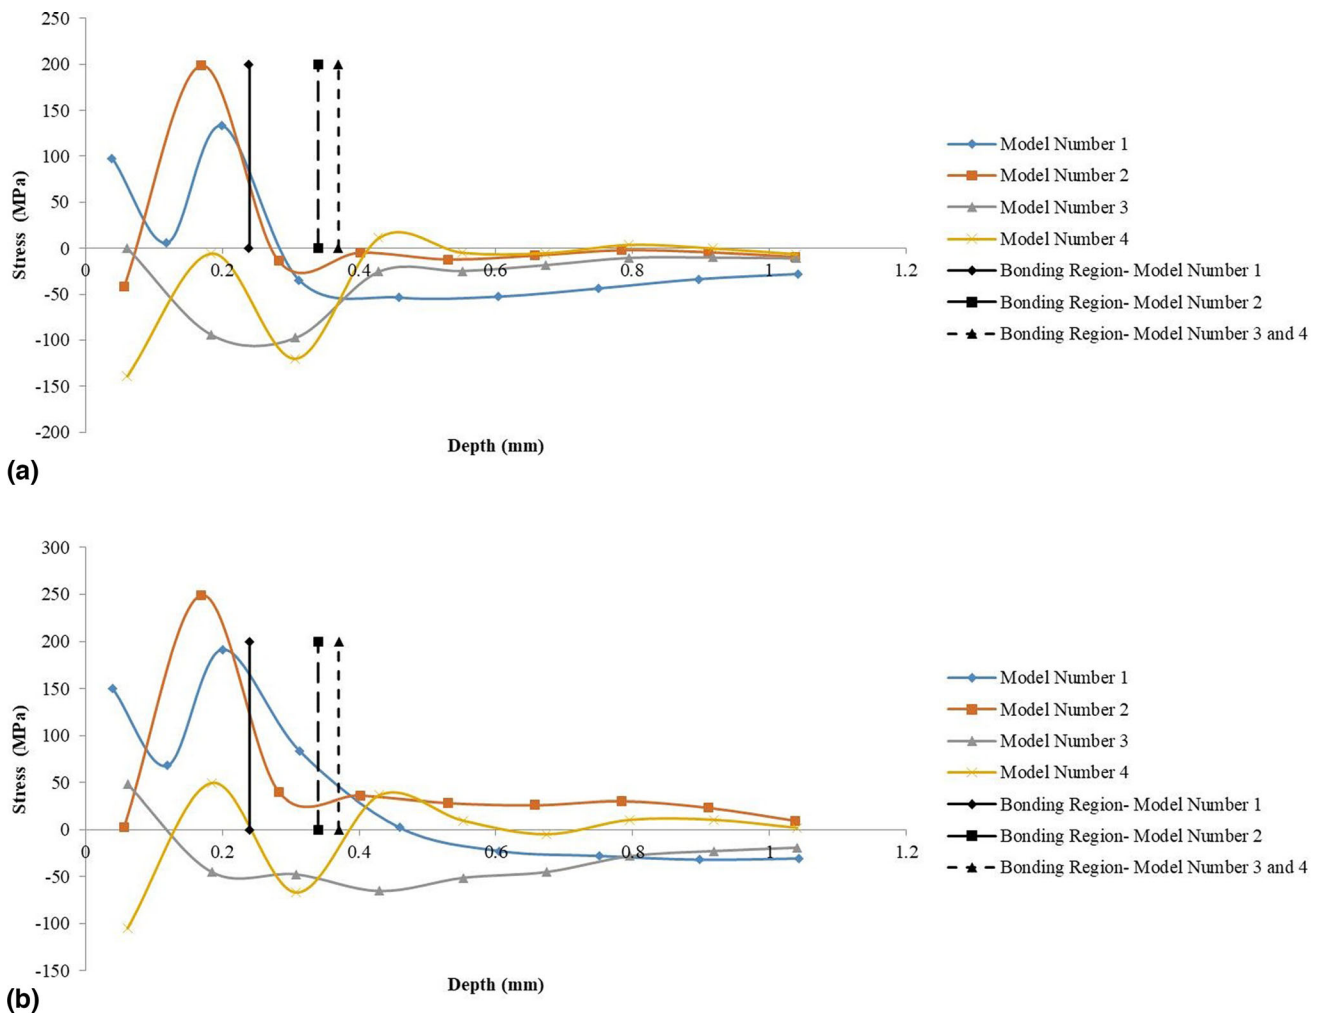 250
200
150
100
50
0
-50
-100
-150
-200
Stress (MPa)
0 0.2 0.4 0.6 0.8 1 1.2
Depth (mm)
Model Number 1
Model Number 2
Model Number 3
Model Number 4
Bonding Region- Model Number 1
Bonding Region- Model Number 2
Bonding Region- Model Number 3 and 4
(a)
300
250
200
150
100
50
0
-50
-100
-150
Stress (MPa)
0 0.2 0.4 0.6 0.8 1 1.2
Depth (mm)
Model Number 1
Model Number 2
Model Number 3
Model Number 4
Bonding Region- Model Number 1
Bonding Region- Model Number 2
Bonding Region- Model Number 3 and 4
(b)